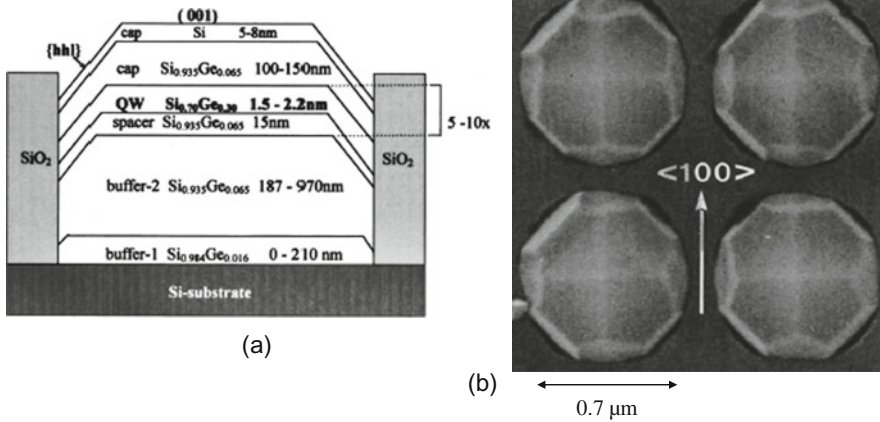 (001)
cap Si 5-8nm
{hhl}
cap Si0.935Ge0.065 100-150nm
QW Si0.70Ge0.30 1.5 - 2.2nm
spacer Si0.935Ge0.065 15nm
5 -10x
SiO2
SiO2
buffer-2 Si0.935Ge0.065 187 - 970nm
buffer-1 Si0.984Ge0.016 0 - 210 nm
Si-substrate
(a)
<100>
(b)
0.7 µm